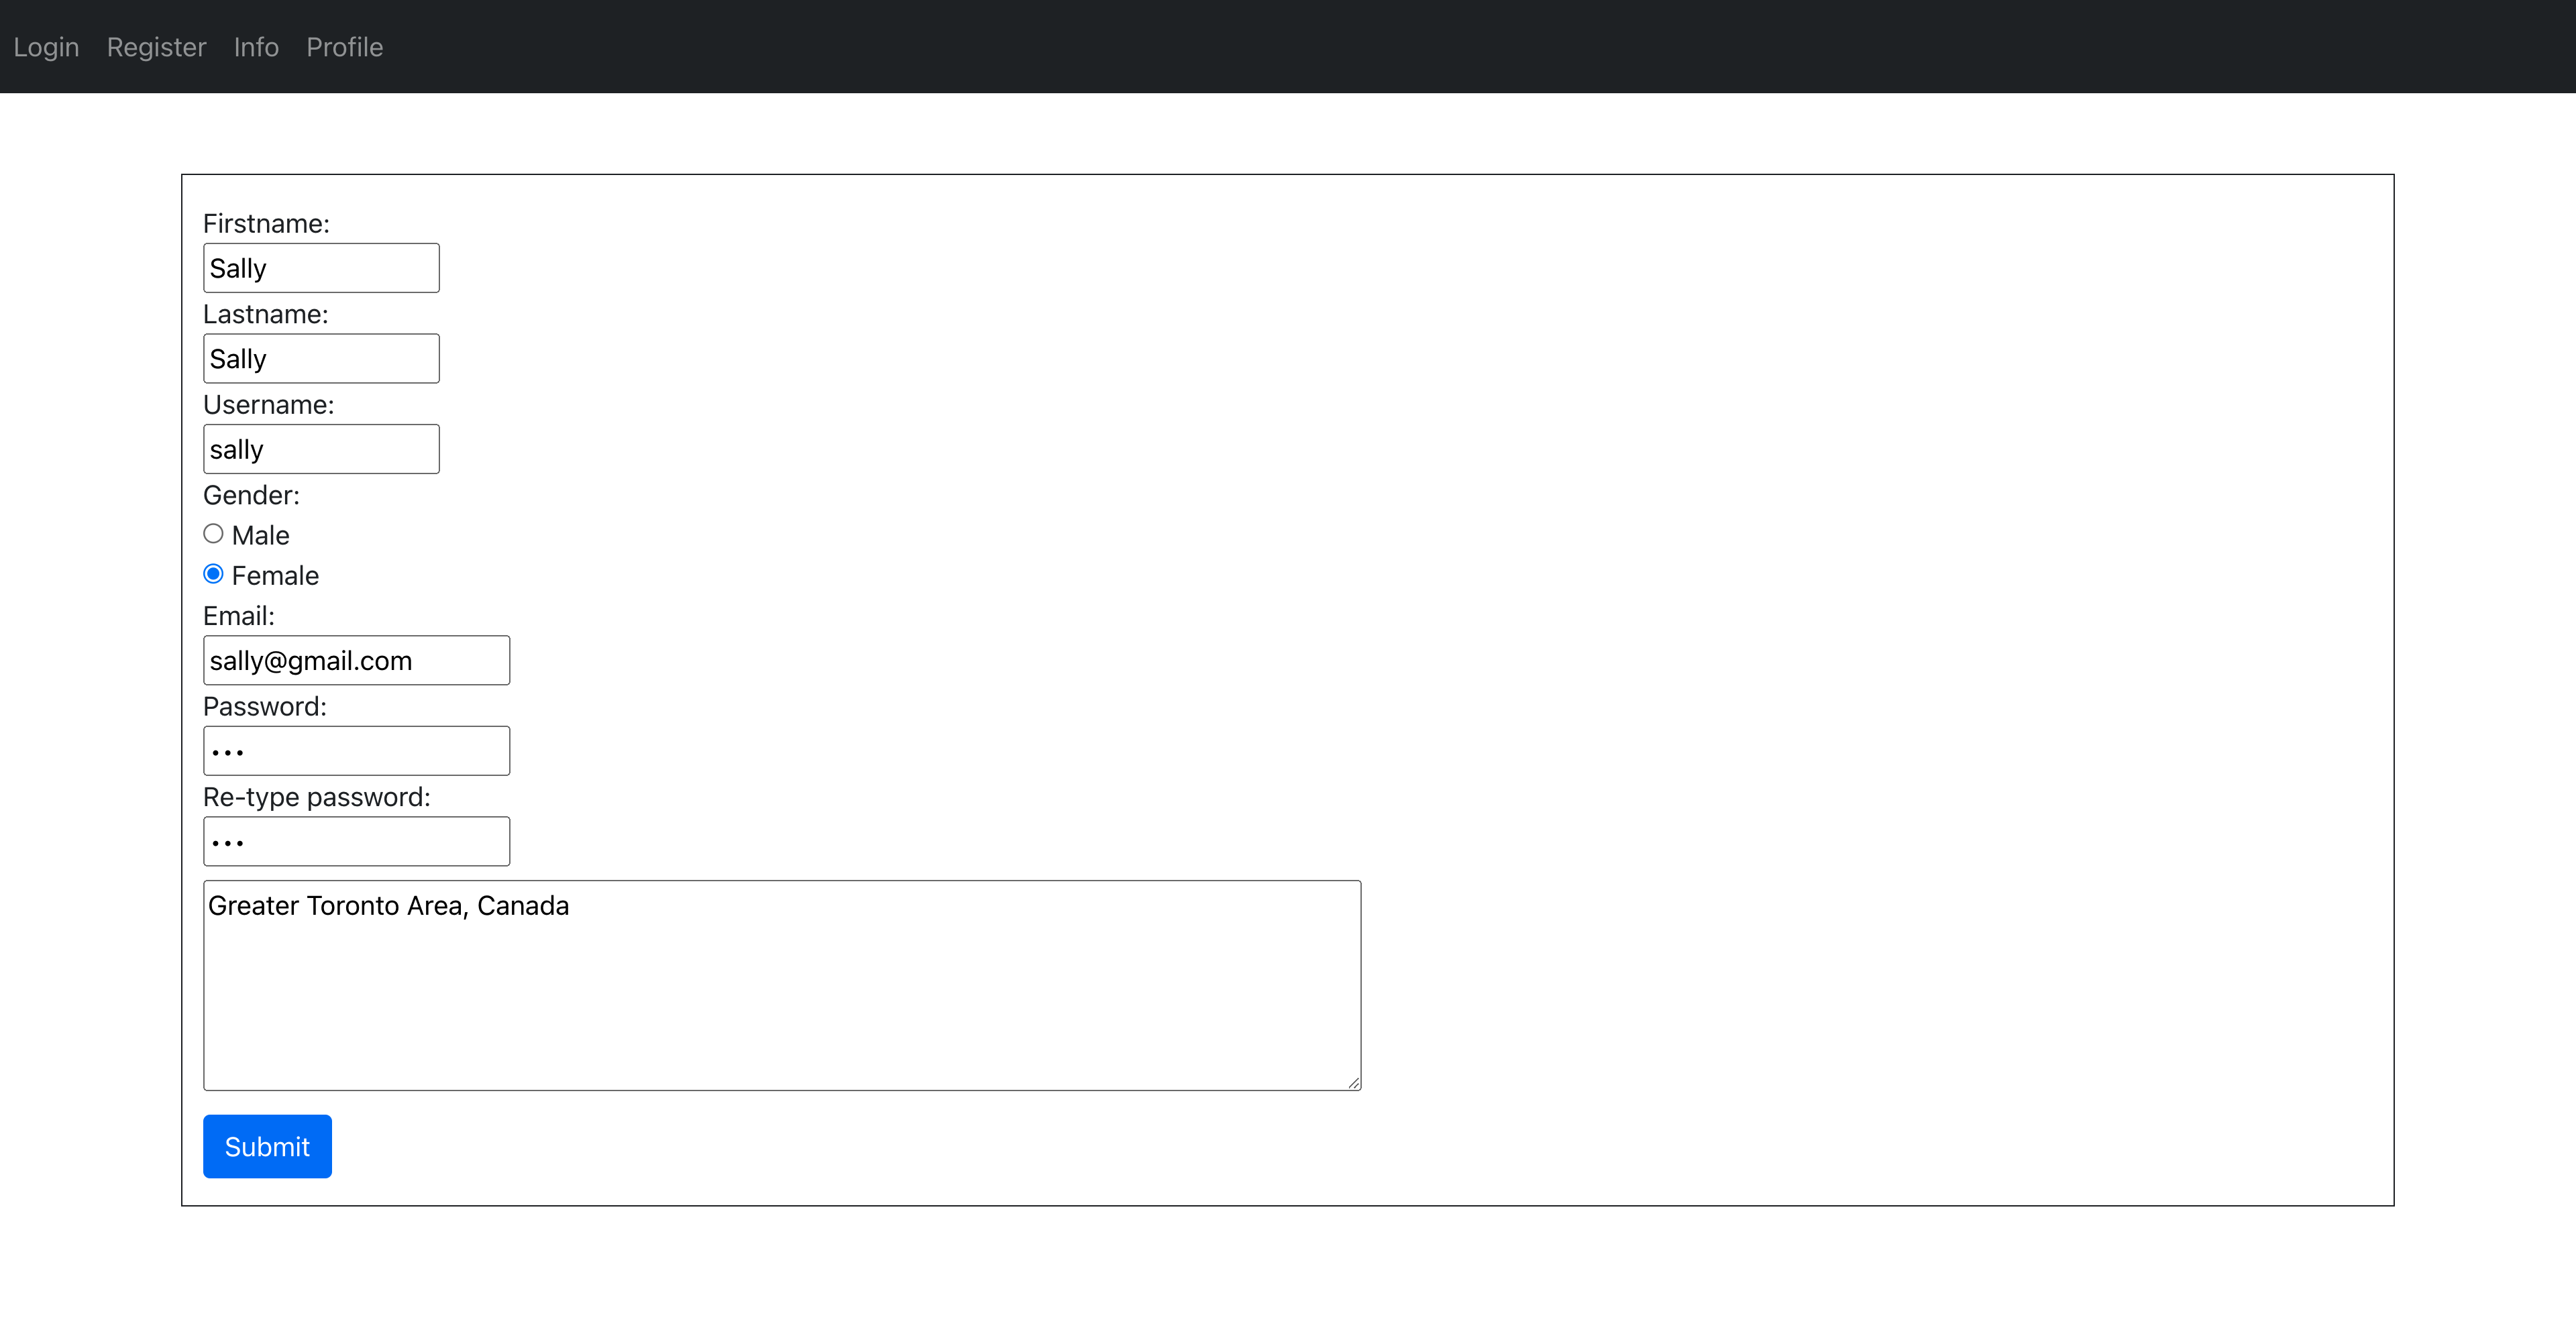 Login Register Info Profile
Firstname:
Sally
Lastname:
Sally
Username:
sally
Gender:
Male
Female
Email:
sally@gmail.com
Password:
•••
Re-type password:
•••
Greater Toronto Area, Canada
Submit